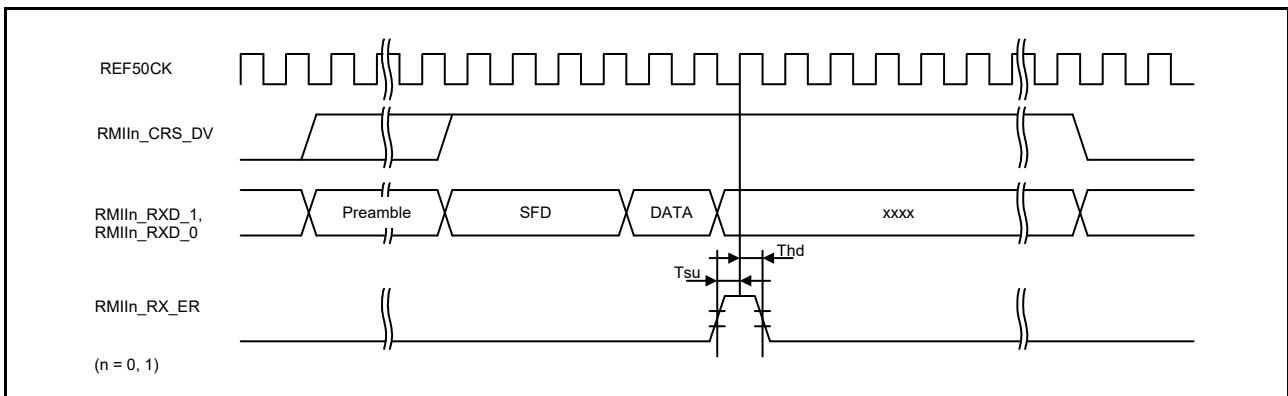 REF50CK
RMIIn_CRS_DV
RMIIn_RXD_1,
RMIIn_RXD_0
Preamble
SFD
DATA
xxxx
Thd
Tsu
RMIIn_RX_ER
(n = 0, 1)